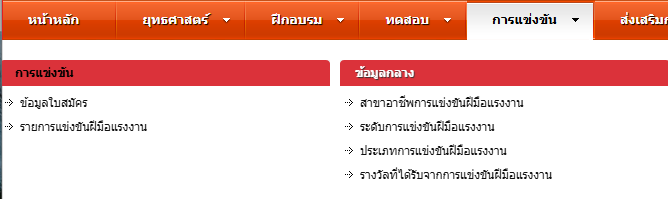 หน้าหลัก ยุทธศาสตร์ ฝึกอบรม ทดสอบ การแข่งขัน
การแข่งขัน
ข้อมูลใบสมัคร
รายการแข่งขันฝีมือแรงงาน
ข้อมูลกลาง
สาขาอาชีพการแข่งขันฝีมือแรงงาน
ระดับการแข่งขันฝีมือแรงงาน
ประเภทการแข่งขันฝีมือแรงงาน
รางวัลที่ได้รับจากการแข่งขันฝีมือแรงงาน